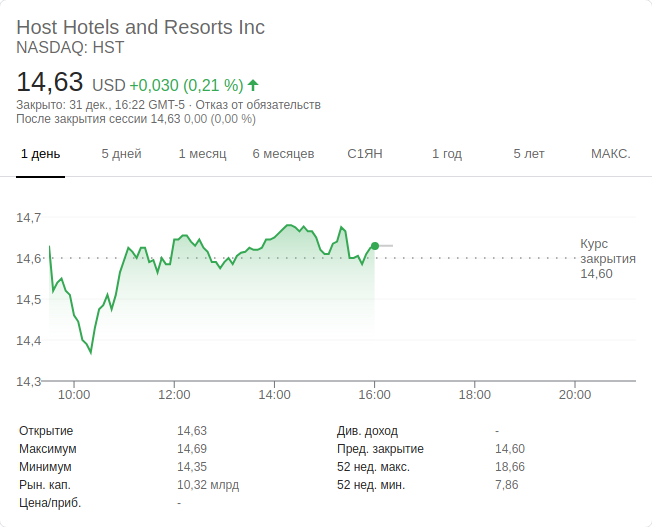 Host Hotels and Resorts Inc
NASDAQ: HST
14,63 USD +0,030 (0,21 %)
Закрыто: 31 дек., 16:22 GMT-5 · Отказ от обязательств
После закрытия сессии 14,63 0,00 (0,00 %)
1 день 5 дней 1 месяц 6 месяцев С1ЯН 1 год 5 лет МАКС.
14,7
14,6
14,5
14,4
14,3
Курс
закрытия
14,60
10:00 12:00 14:00 16:00 18:00 20:00
Открытие 14,63 Див. доход -
Максимум 14,69 Пред. закрытие 14,60
Минимум 14,35 52 нед. макс. 18,66
Рын. кап. 10,32 млрд 52 нед. мин. 7,86
Цена/приб. -